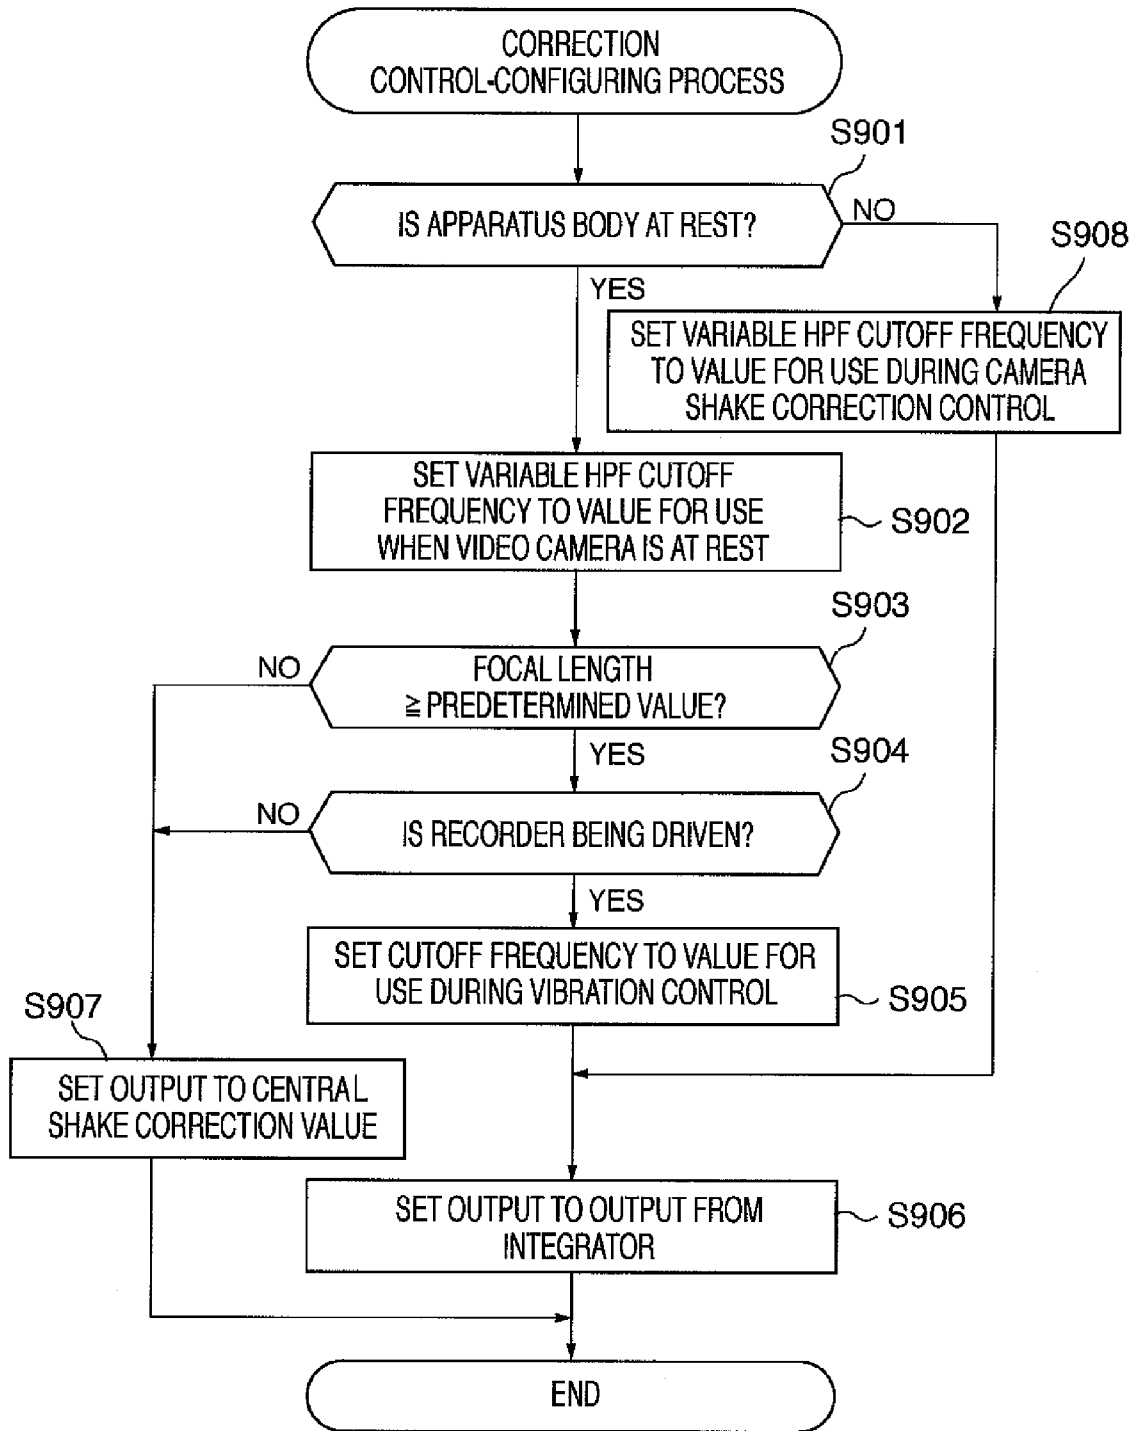 CORRECTION
CONTROL-CONFIGURING PROCESS
S901
IS APPARATUS BODY AT REST?
NO
S908
YES
SET VARIABLE HPF CUTOFF FREQUENCY
TO VALUE FOR USE DURING CAMERA
SHAKE CORRECTION CONTROL
SET VARIABLE HPF CUTOFF
FREQUENCY TO VALUE FOR USE
WHEN VIDEO CAMERA IS AT REST
S902
S903
NO
FOCAL LENGTH
≧ PREDETERMINED VALUE?
YES
S904
NO
IS RECORDER BEING DRIVEN?
YES
SET CUTOFF FREQUENCY TO VALUE FOR
USE DURING VIBRATION CONTROL
S905
S907
SET OUTPUT TO CENTRAL
SHAKE CORRECTION VALUE
SET OUTPUT TO OUTPUT FROM
INTEGRATOR
S906
END